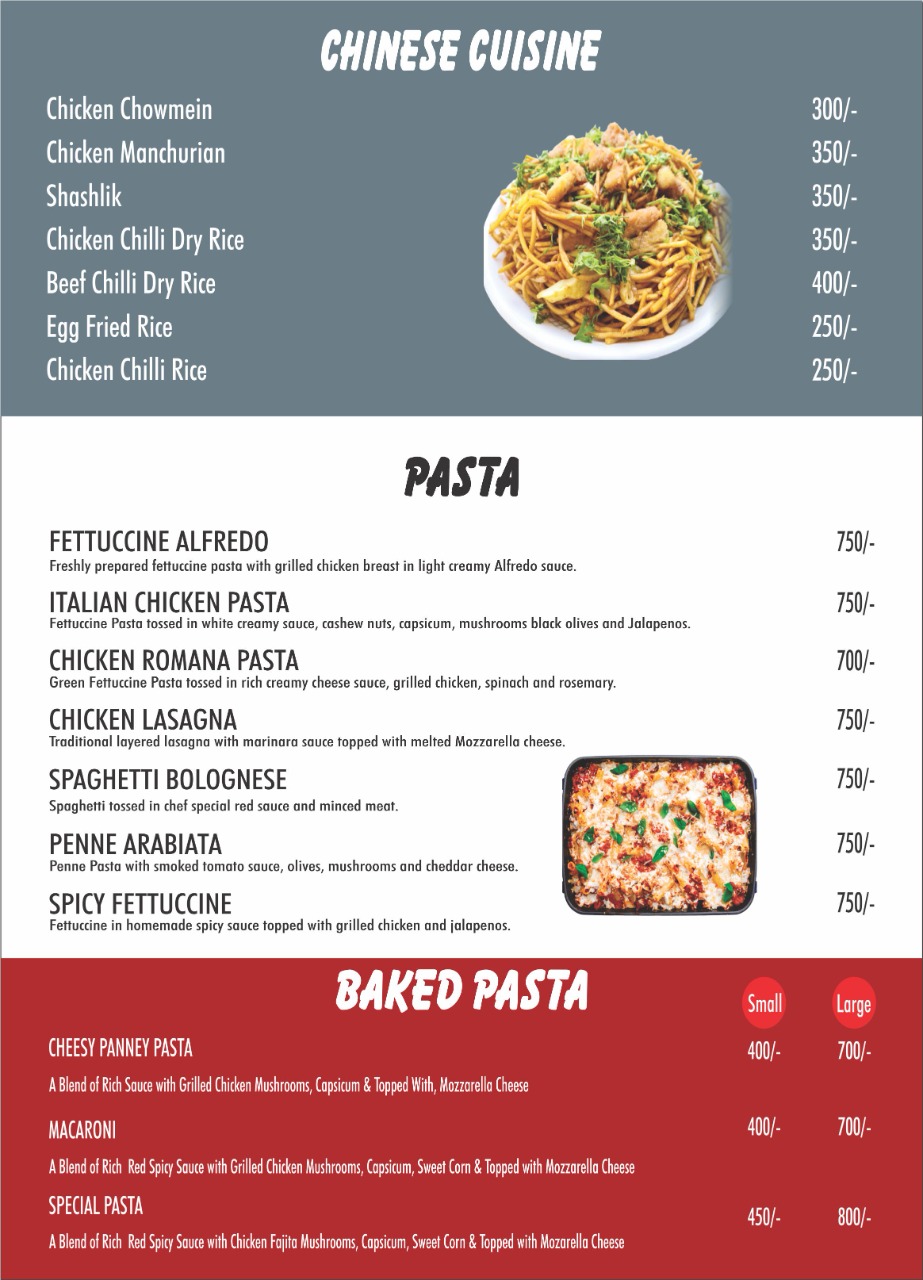 CHINESE CUISINE
Chicken Chowmein 300/-
Chicken Manchurian 350/-
Shashlik 350/-
Chicken Chilli Dry Rice 350/-
Beef Chilli Dry Rice 400/-
Egg Fried Rice 250/-
Chicken Chilli Rice 250/-
PASTA
FETTUCCINE ALFREDO 750/-
Freshly prepared fettuccine pasta with grilled chicken breast in light creamy Alfredo sauce.
ITALIAN CHICKEN PASTA 750/-
Fettuccine Pasta tossed in white creamy sauce, cashew nuts, capsicum, mushrooms black olives and Jalapenos.
CHICKEN ROMANA PASTA 700/-
Green Fettuccine Pasta tossed in rich creamy cheese sauce, grilled chicken, spinach and rosemary.
CHICKEN LASAGNA 750/-
Traditional layered lasagna with marinara sauce topped with melted Mozzarella cheese.
SPAGHETTI BOLOGNESE 750/-
Spaghetti tossed in chef special red sauce and minced meat.
PENNE ARABIATA 750/-
Penne Pasta with smoked tomato sauce, olives, mushrooms and cheddar cheese.
SPICY FETTUCCINE 750/-
Fettuccine in homemade spicy sauce topped with grilled chicken and jalapenos.
BAKED PASTA
Small Large
CHEESY PANNEY PASTA 400/- 700/-
A Blend of Rich Sauce with Grilled Chicken Mushrooms, Capsicum & Topped With, Mozzarella Cheese
MACARONI 400/- 700/-
A Blend of Rich Red Spicy Sauce with Grilled Chicken Mushrooms, Capsicum, Sweet Corn & Topped with Mozzarella Cheese
SPECIAL PASTA 450/- 800/-
A Blend of Rich Red Spicy Sauce with Chicken Fajita Mushrooms, Capsicum, Sweet Corn & Topped with Mozarella Cheese